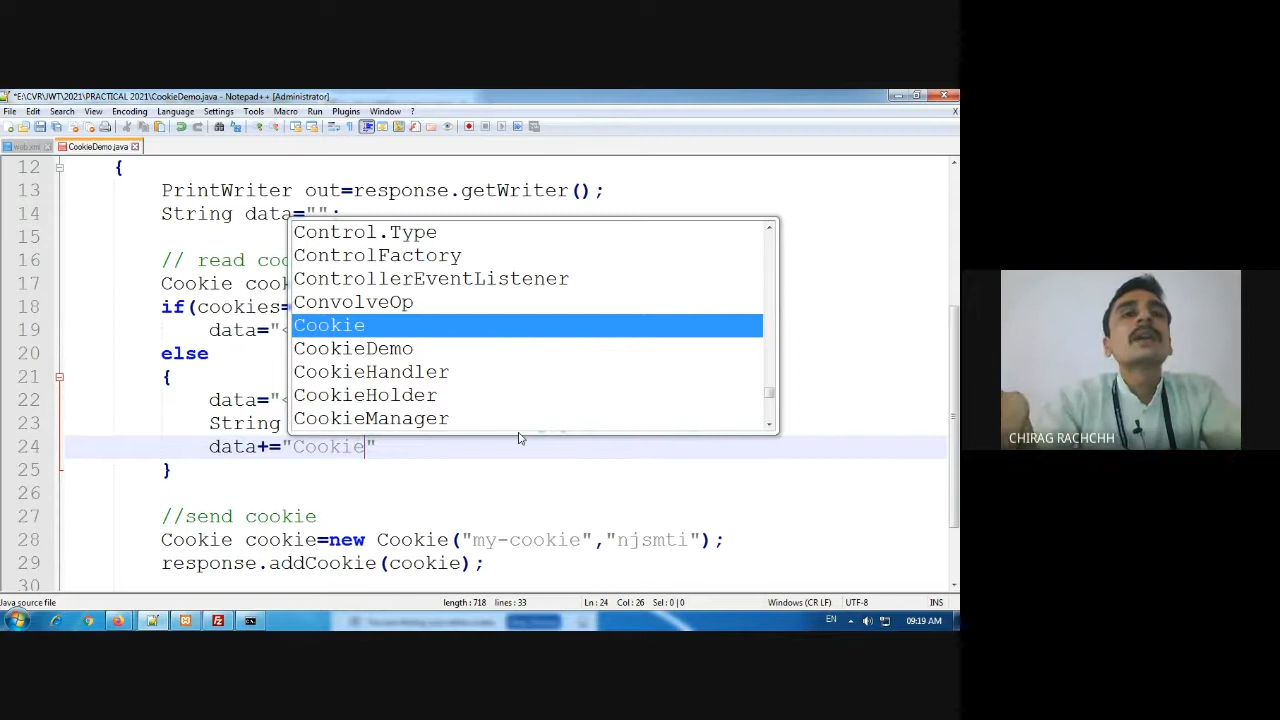 *E:\CVR\JWT\2021\PRACTICAL 2021\CookieDemo.java - Notepad++ [Administrator]
File Edit Search View Encoding Language Settings Tools Macro Run Plugins Window ?
X
web.xml CookieDemo.java
12 {
13 PrintWriter out=response.getWriter();
14 String data="";
15
16 // read coo
17 Cookie cook
18 if(cookies=
19 data="<
20 else
21 {
22 data="<
23 String
24 data+="Cookie"
25 }
26
27 //send cookie
28 Cookie cookie=new Cookie("my-cookie","njsmti");
29 response.addCookie(cookie);
30
Control.Type
ControlFactory
ControllerEventListener
ConvolveOp
Cookie
CookieDemo
CookieHandler
CookieHolder
CookieManager
Java source file length : 718 lines : 33 Ln : 24 Col : 26 Sel : 0 | 0 Windows (CR LF) UTF-8 INS
EN 09:19 AM
CHIRAG RACHCHH